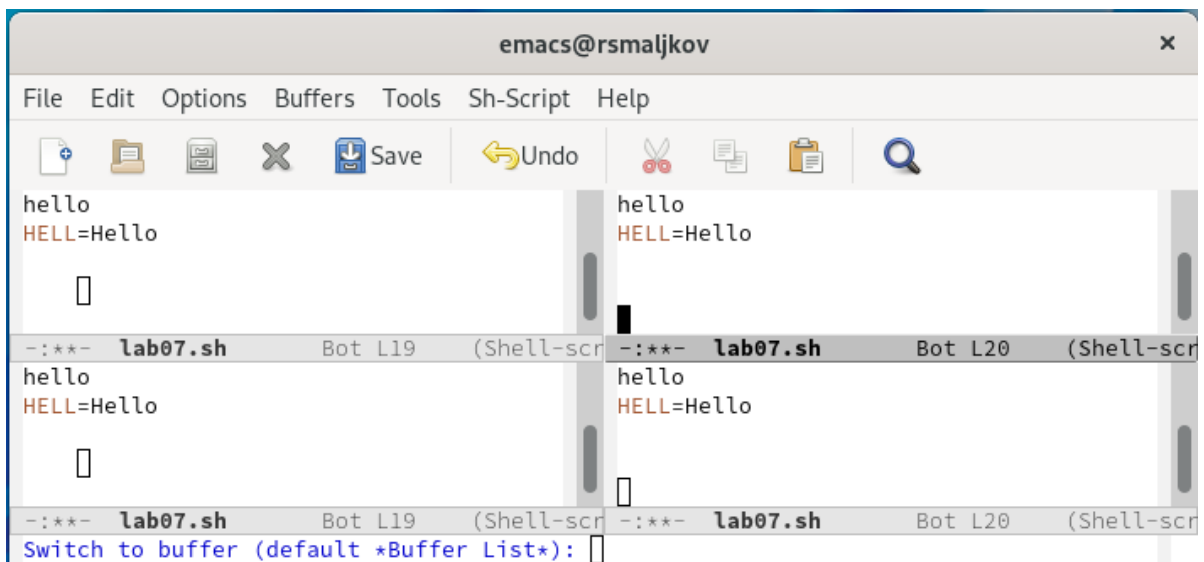 emacs@rsmaljkov ×
File Edit Options Buffers Tools Sh-Script Help
Save Undo
hello
HELL=Hello
-:**- lab07.sh Bot L19 (Shell-scr
hello
HELL=Hello
-:**- lab07.sh Bot L20 (Shell-scr
hello
HELL=Hello
-:**- lab07.sh Bot L19 (Shell-scr
hello
HELL=Hello
-:**- lab07.sh Bot L20 (Shell-scr
Switch to buffer (default *Buffer List*):